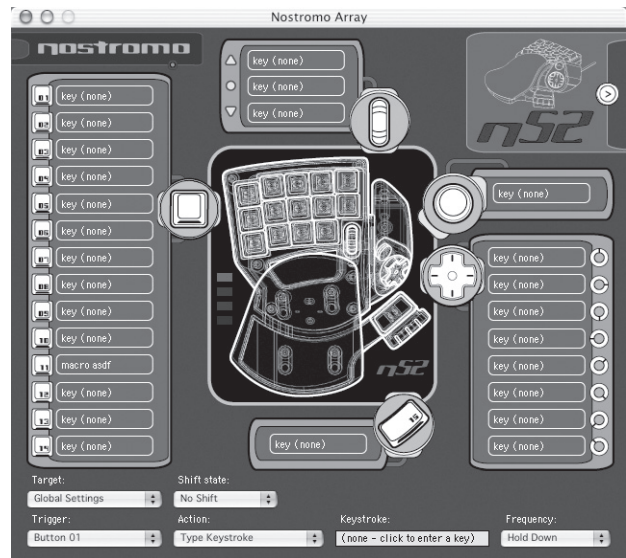 Nostromo Array
nostromo
key (none)
key (none)
key (none)
n52
01 key (none)
02 key (none)
03 key (none)
04 key (none)
05 key (none)
06 key (none)
07 key (none)
08 key (none)
09 key (none)
10 key (none)
11 macro asdf
12 key (none)
13 key (none)
14 key (none)
key (none)
key (none)
key (none)
key (none)
key (none)
key (none)
key (none)
key (none)
key (none)
n52
15
key (none)
Target:
Shift state:
Global Settings
No Shift
Trigger:
Action:
Keystroke:
Frequency:
Button 01
Type Keystroke
(none - click to enter a key)
Hold Down